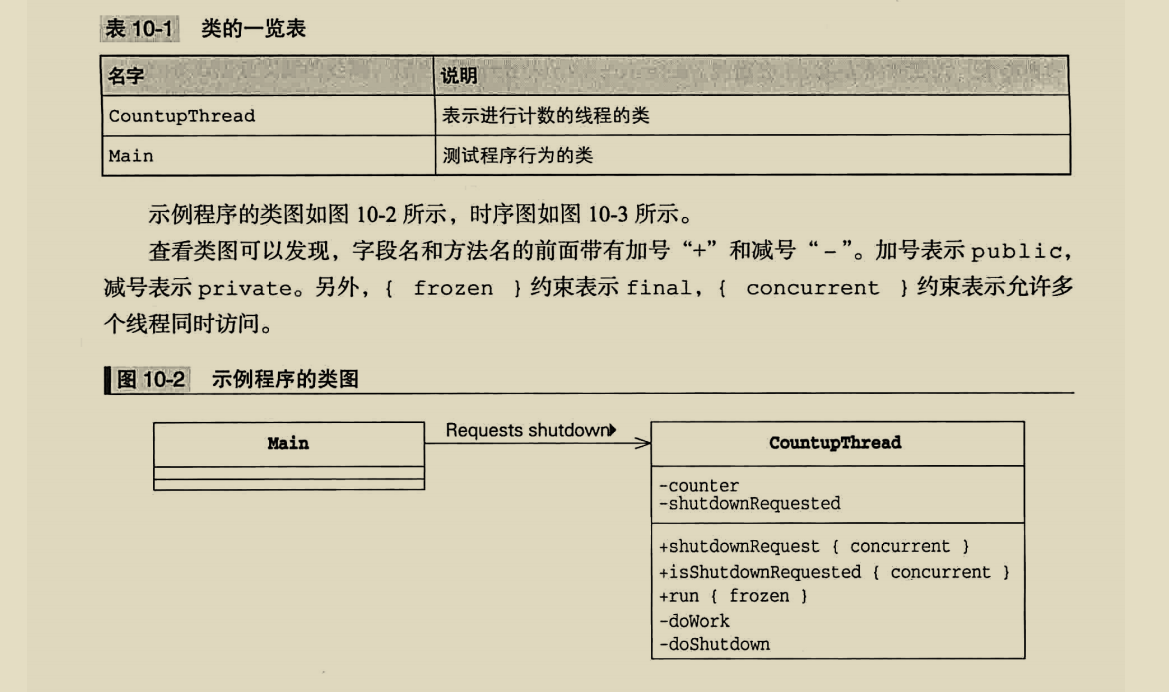 表 10-1 类的一览表
名字 说明
CountupThread 表示进行计数的线程的类
Main 测试程序行为的类
示例程序的类图如图 10-2 所示，时序图如图 10-3 所示。
查看类图可以发现，字段名和方法名的前面带有加号“+”和减号“-”。加号表示 public，
减号表示 private。另外，{ frozen } 约束表示 final，{ concurrent } 约束表示允许多
个线程同时访问。
图 10-2 示例程序的类图
Requests shutdown
Main
CountupThread
-counter
-shutdownRequested
+shutdownRequest { concurrent }
+isShutdownRequested { concurrent }
+run { frozen }
-doWork
-doShutdown